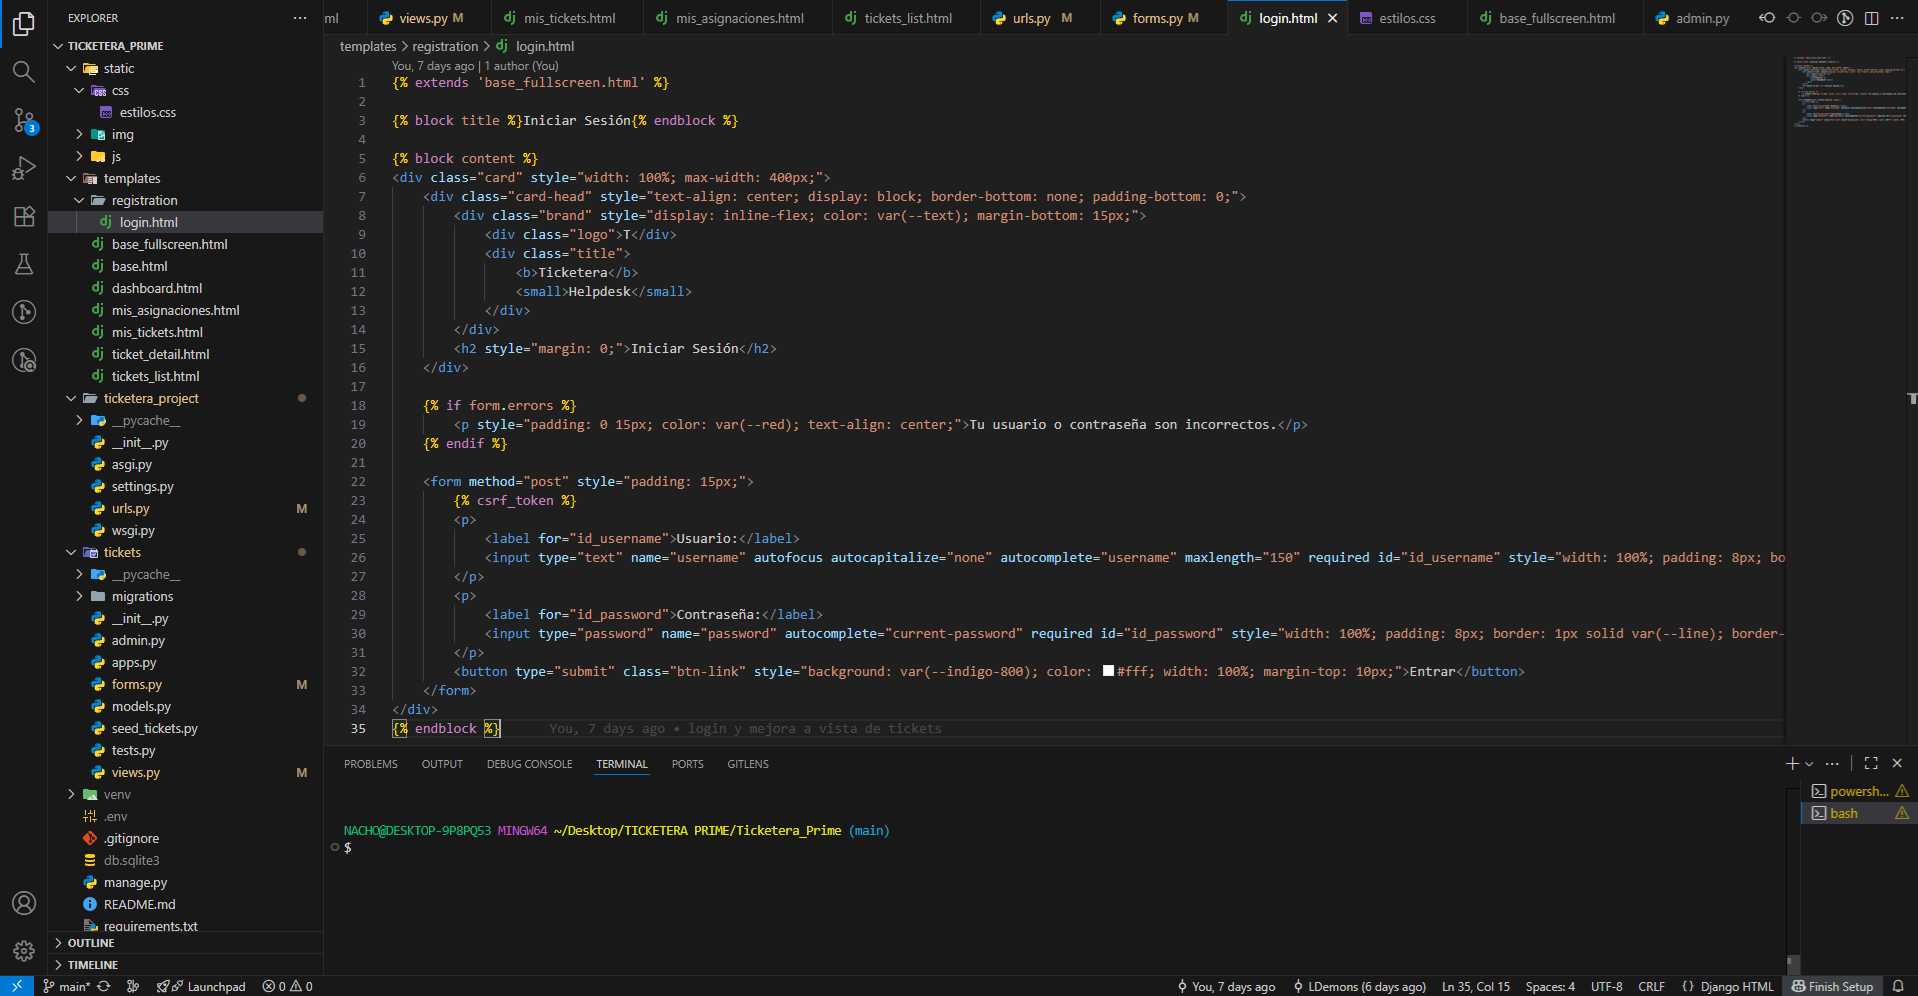 EXPLORER
TICKETERA_PRIME
static
css
estilos.css
img
js
templates
registration
login.html
base_fullscreen.html
base.html
dashboard.html
mis_asignaciones.html
mis_tickets.html
ticket_detail.html
tickets_list.html
ticketera_project
__pycache__
__init__.py
asgi.py
settings.py
urls.py M
wsgi.py
tickets
__pycache__
migrations
__init__.py
admin.py
apps.py
forms.py M
models.py
seed_tickets.py
tests.py
views.py M
venv
.env
.gitignore
db.sqlite3
manage.py
README.md
requirements.txt
OUTLINE
TIMELINE
ml views.py M mis_tickets.html mis_asignaciones.html tickets_list.html urls.py M forms.py M login.html estilos.css base_fullscreen.html admin.py
templates > registration > login.html
You, 7 days ago | 1 author (You)
1 {% extends 'base_fullscreen.html' %}
2
3 {% block title %}Iniciar Sesión{% endblock %}
4
5 {% block content %}
6 <div class="card" style="width: 100%; max-width: 400px;">
7 <div class="card-head" style="text-align: center; display: block; border-bottom: none; padding-bottom: 0;">
8 <div class="brand" style="display: inline-flex; color: var(--text); margin-bottom: 15px;">
9 <div class="logo">T</div>
10 <div class="title">
11 <b>Ticketera</b>
12 <small>Helpdesk</small>
13 </div>
14 </div>
15 <h2 style="margin: 0;">Iniciar Sesión</h2>
16 </div>
17
18 {% if form.errors %}
19 <p style="padding: 0 15px; color: var(--red); text-align: center;">Tu usuario o contraseña son incorrectos.</p>
20 {% endif %}
21
22 <form method="post" style="padding: 15px;">
23 {% csrf_token %}
24 <p>
25 <label for="id_username">Usuario:</label>
26 <input type="text" name="username" autofocus autocapitalize="none" autocomplete="username" maxlength="150" required id="id_username" style="width: 100%; padding: 8px; bo
27 </p>
28 <p>
29 <label for="id_password">Contraseña:</label>
30 <input type="password" name="password" autocomplete="current-password" required id="id_password" style="width: 100%; padding: 8px; border: 1px solid var(--line); border-
31 </p>
32 <button type="submit" class="btn-link" style="background: var(--indigo-800); color: #fff; width: 100%; margin-top: 10px;">Entrar</button>
33 </form>
34 </div>
35 {% endblock %} You, 7 days ago • login y mejora a vista de tickets
PROBLEMS OUTPUT DEBUG CONSOLE TERMINAL PORTS GITLENS
NACHO@DESKTOP-9P8PQ53 MINGW64 ~/Desktop/TICKETERA PRIME/Ticketera_Prime (main)
$
powersh...
bash
3
main* Launchpad 0 0 You, 7 days ago LDemons (6 days ago) Ln 35, Col 15 Spaces: 4 UTF-8 CRLF {} Django HTML Finish Setup